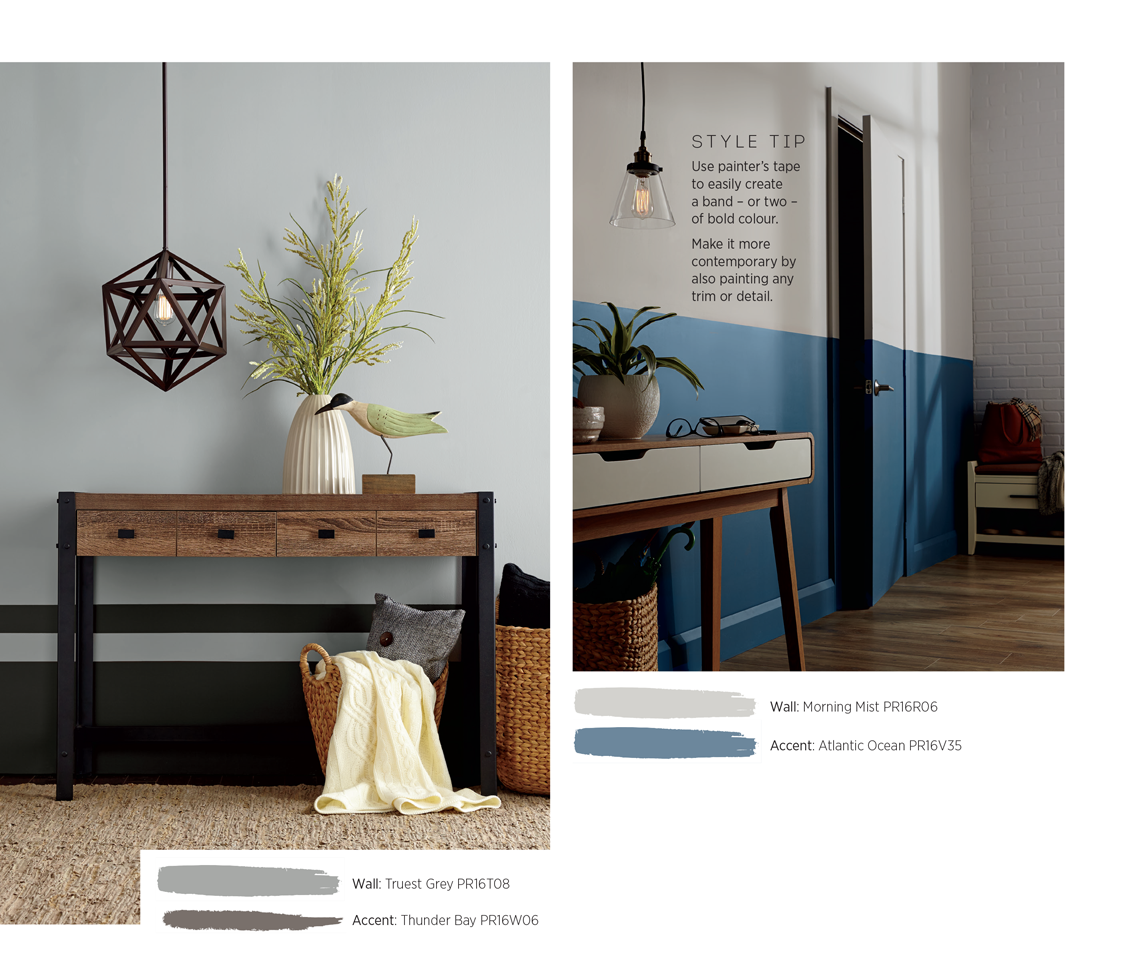 STYLE TIP
Use painter's tape
to easily create
a band – or two –
of bold colour.
Make it more
contemporary by
also painting any
trim or detail.
Wall: Morning Mist PR16R06
Accent: Atlantic Ocean PR16V35
Wall: Truest Grey PR16T08
Accent: Thunder Bay PR16W06